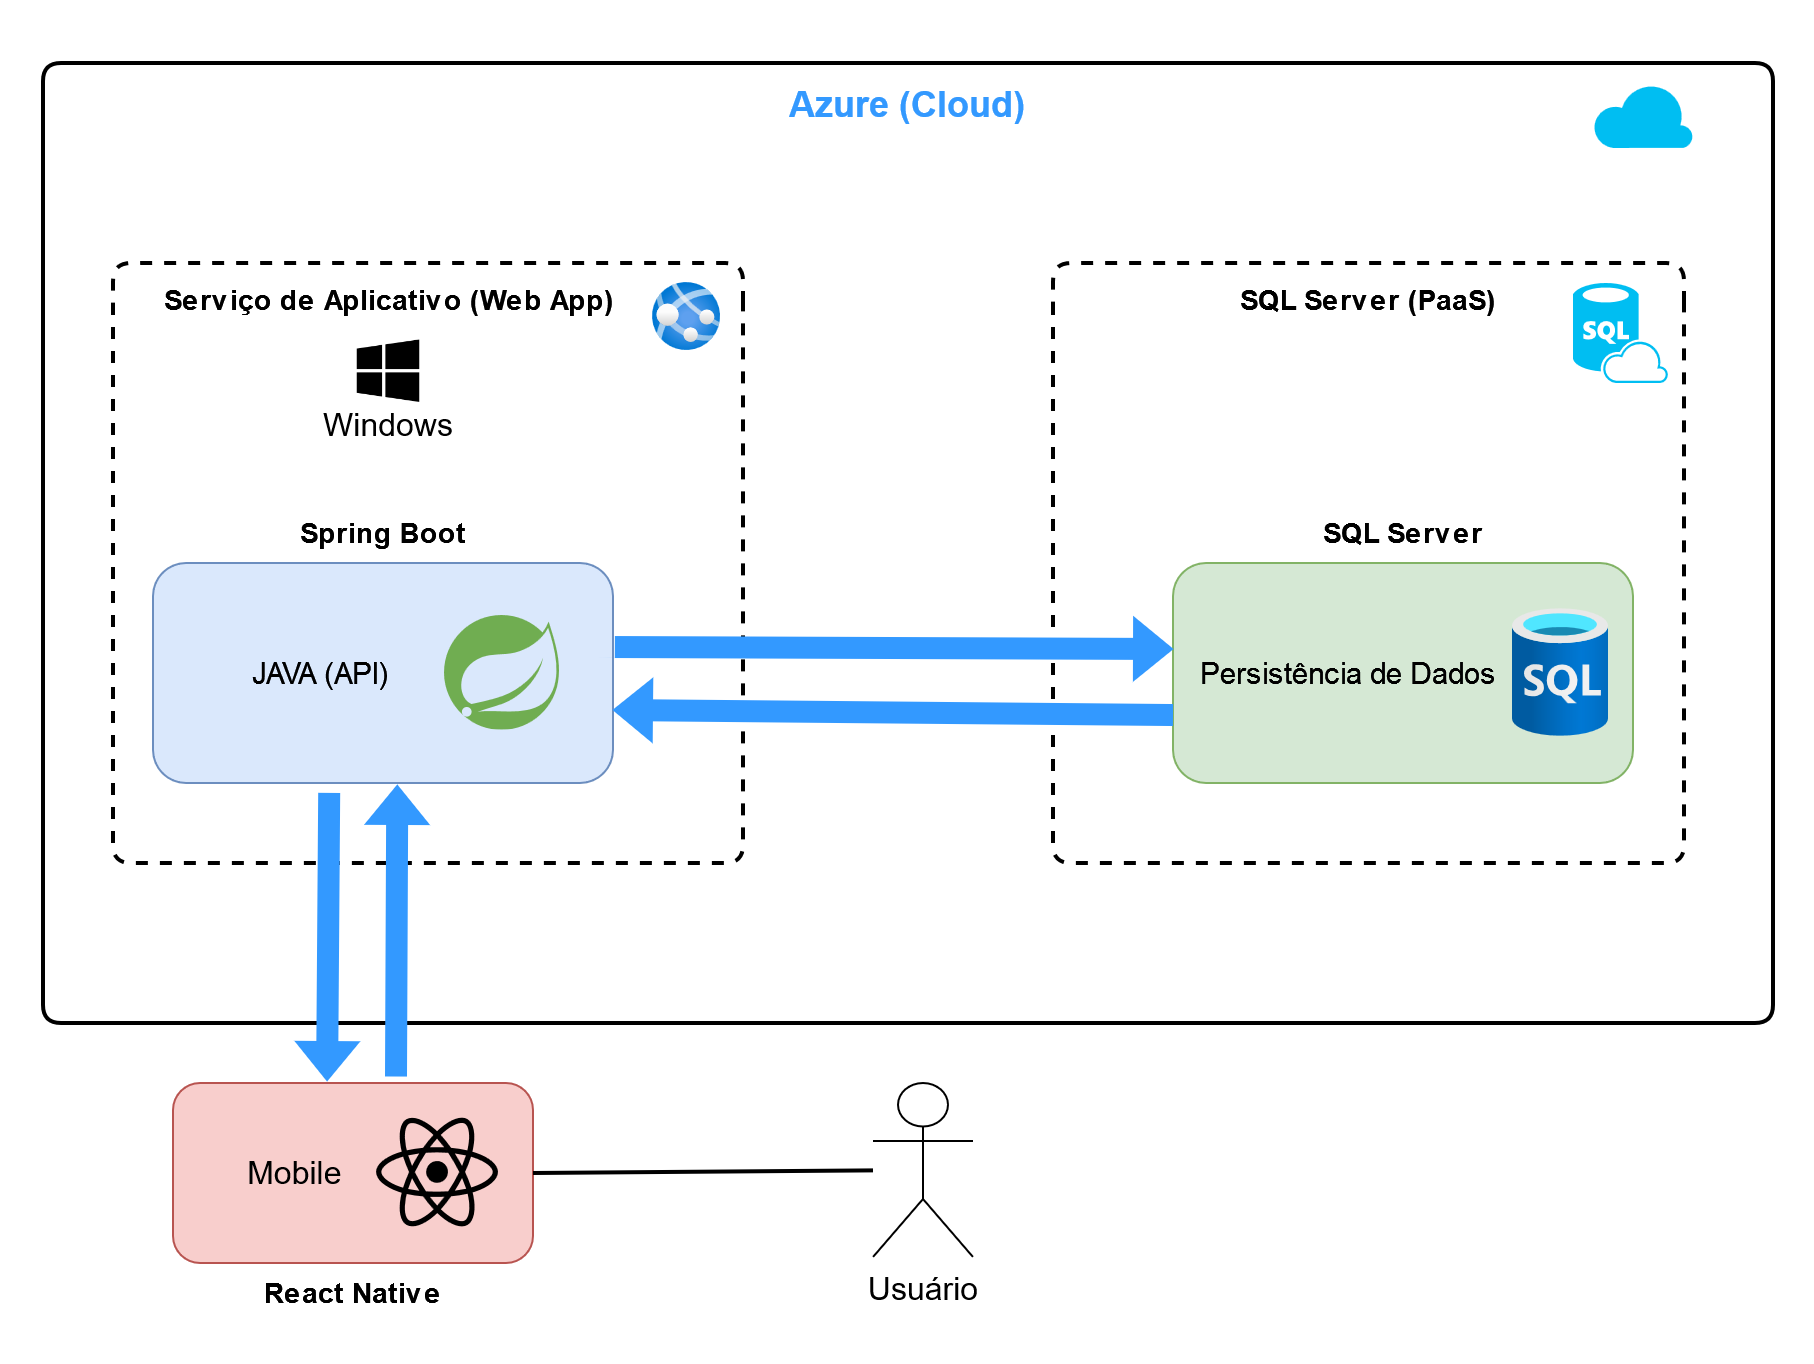 Azure (Cloud)
Serviço de Aplicativo (Web App)
Windows
SQL Server (PaaS)
SQL
Spring Boot
JAVA (API)
SQL Server
Persistência de Dados
SQL
Mobile
React Native
Usuário